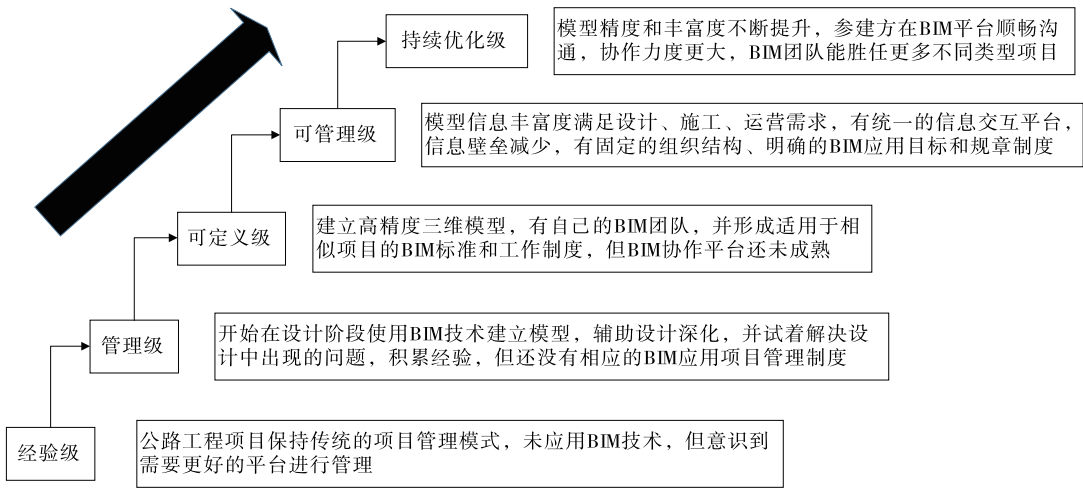 持续优化级
模型精度和丰富度不断提升，参建方在BIM平台顺畅沟
通，协作力度更大，BIM团队能胜任更多不同类型项目
可管理级
模型信息丰富度满足设计、施工、运营需求，有统一的信息交互平台，
信息壁垒减少，有固定的组织结构、明确的BIM应用目标和规章制度
可定义级
建立高精度三维模型，有自己的BIM团队，并形成适用于相
似项目的BIM标准和工作制度，但BIM协作平台还未成熟
管理级
开始在设计阶段使用BIM技术建立模型，辅助设计深化，并试着解决设
计中出现的问题，积累经验，但还没有相应的BIM应用项目管理制度
经验级
公路工程项目保持传统的项目管理模式，未应用BIM技术，但意识到
需要更好的平台进行管理